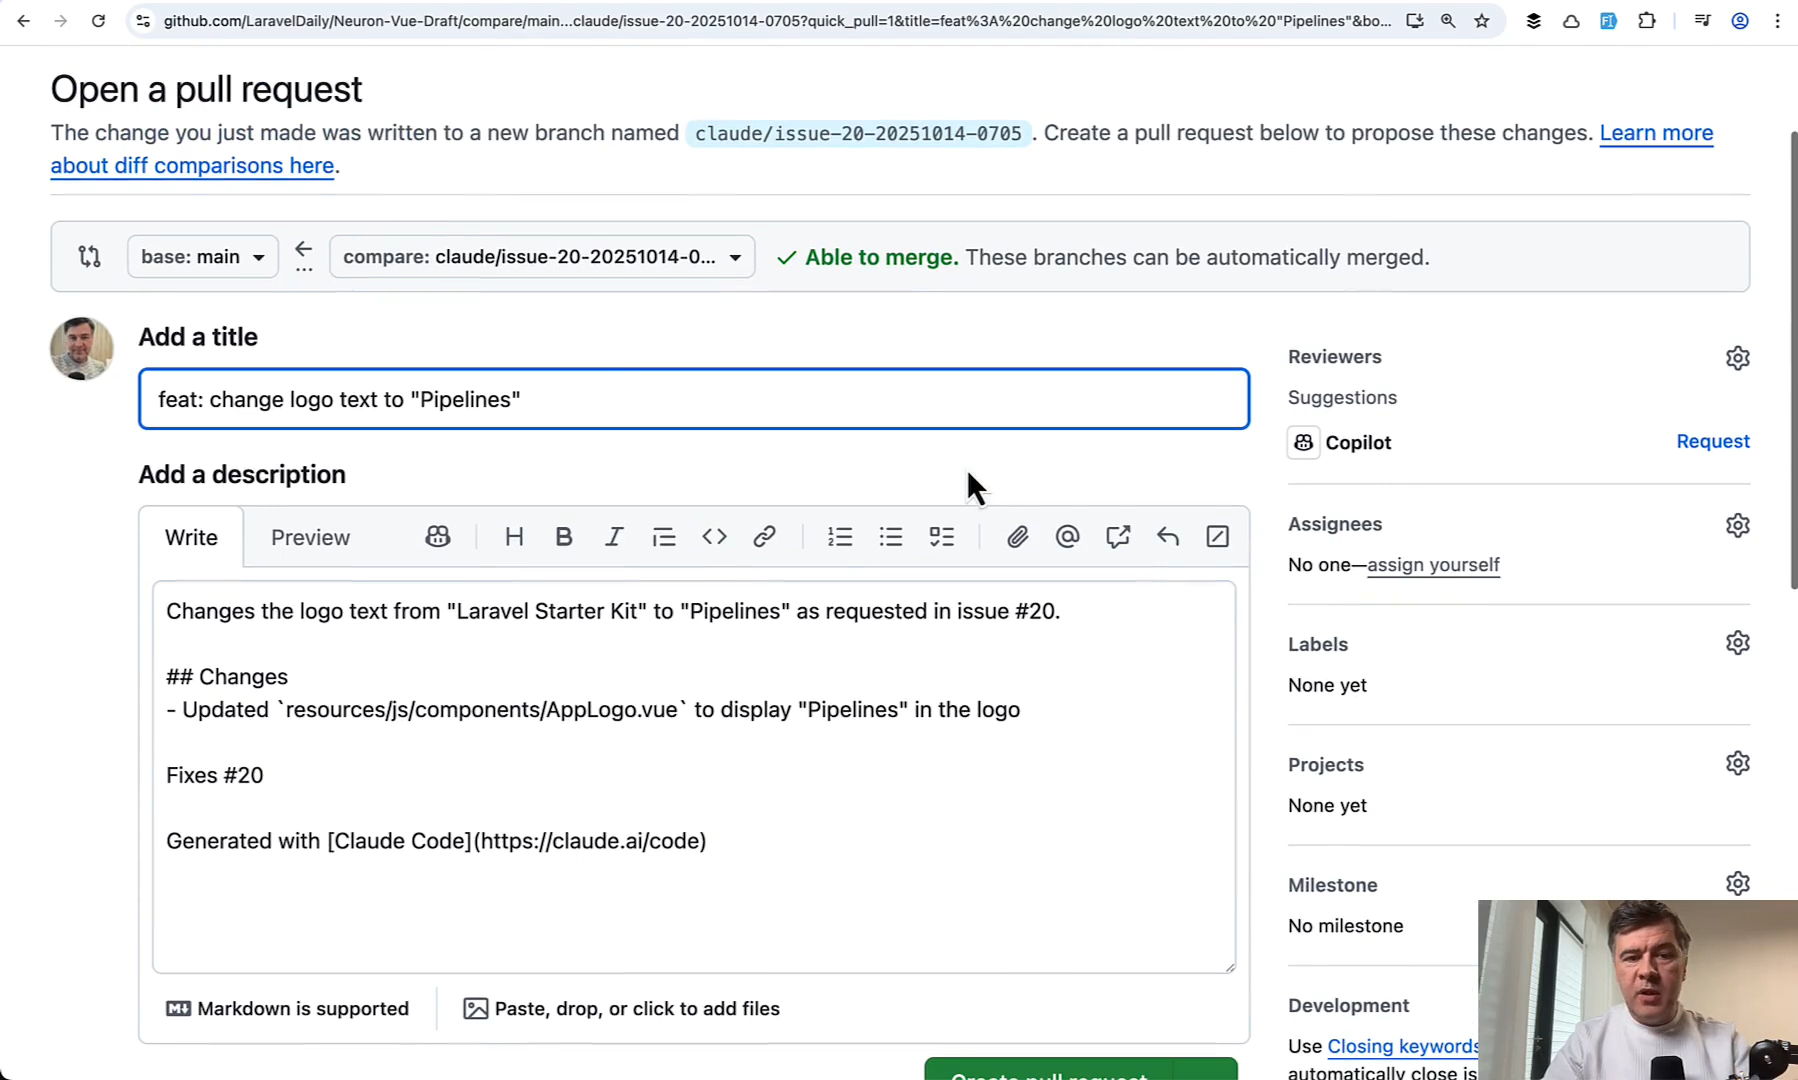 github.com/LaravelDaily/Neuron-Vue-Draft/compare/main...claude/issue-20-20251014-0705?quick_pull=1&title=feat%3A%20change%20logo%20text%20to%20"Pipelines"&bo...
Open a pull request
The change you just made was written to a new branch named claude/issue-20-20251014-0705 . Create a pull request below to propose these changes. Learn more
about diff comparisons here.
base: main
compare: claude/issue-20-20251014-0...
Able to merge. These branches can be automatically merged.
Add a title
feat: change logo text to "Pipelines"
Add a description
Write
Preview
Changes the logo text from "Laravel Starter Kit" to "Pipelines" as requested in issue #20.
## Changes
- Updated `resources/js/components/AppLogo.vue` to display "Pipelines" in the logo
Fixes #20
Generated with [Claude Code](https://claude.ai/code)
Markdown is supported
Paste, drop, or click to add files
Create pull request
Reviewers
Suggestions
Copilot
Request
Assignees
No one—assign yourself
Labels
None yet
Projects
None yet
Milestone
No milestone
Development
Use Closing keywords
automatically close is